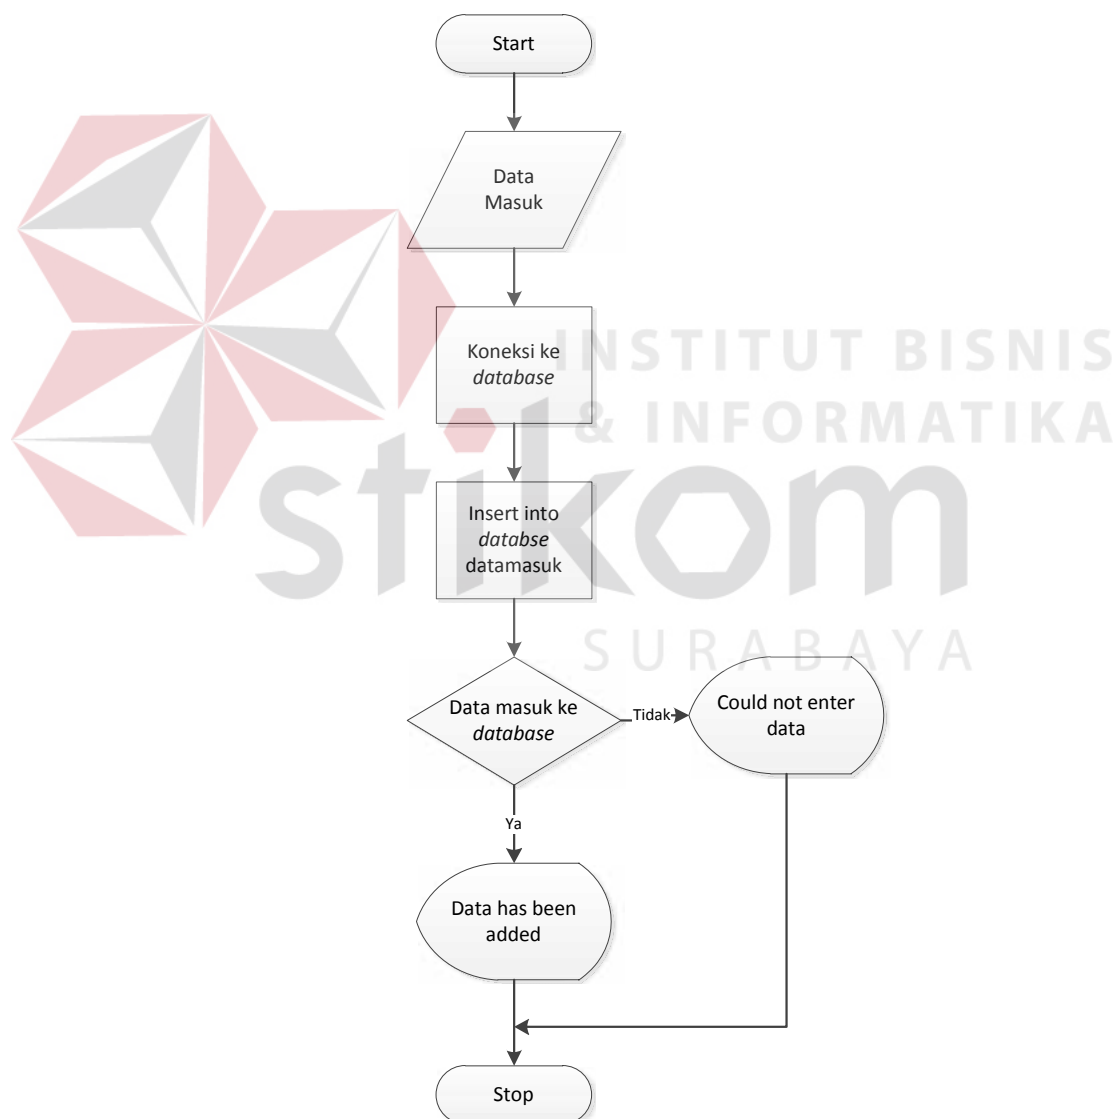 Start
Data
Masuk
Koneksi ke
database
INSTITUT BISNIS
& INFORMATIKA
stikom
SURABAYA
Insert into
databse
datamasuk
Data masuk ke
database
Tidak
Could not enter
data
Ya
Data has been
added
Stop